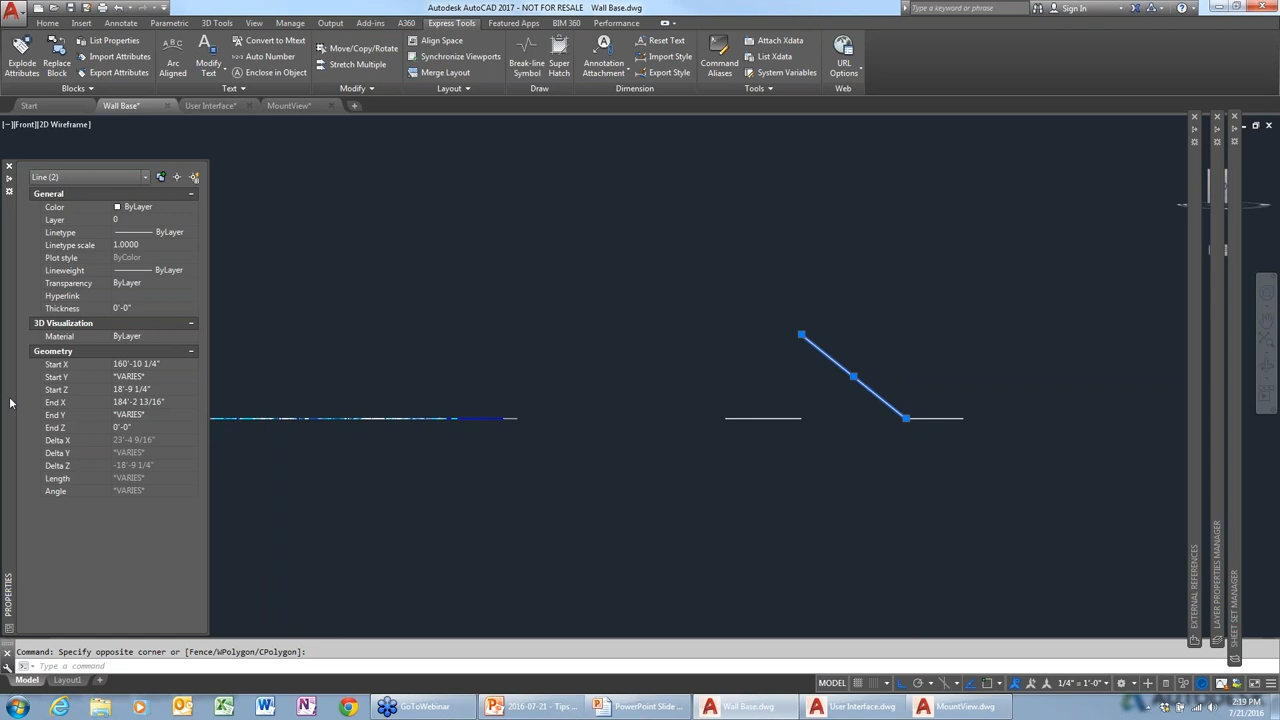 Autodesk AutoCAD 2017 - NOT FOR RESALE Wall Base.dwg
Type a keyword or phrase
Sign In
Home Insert Annotate Parametric 3D Tools View Manage Output Add-ins A360 Express Tools Featured Apps BIM 360 Performance
Explode Attributes
Replace Block
List Properties
Import Attributes
Export Attributes
Arc Aligned
Modify Text
Convert to Mtext
Auto Number
Enclose in Object
Move/Copy/Rotate
Stretch Multiple
Align Space
Synchronize Viewports
Merge Layout
Break-line Symbol
Super Hatch
Annotation Attachment
Reset Text
Import Style
Export Style
Command Aliases
Attach Xdata
List Xdata
System Variables
URL Options
Blocks Text Modify Layout Draw Dimension Tools Web
Start Wall Base* User Interface* MountView*
[−][Front][2D Wireframe]
Line (2)
General
Color ByLayer
Layer 0
Linetype ByLayer
Linetype scale 1.0000
Plot style ByColor
Lineweight ByLayer
Transparency ByLayer
Hyperlink
Thickness 0'-0"
3D Visualization
Material ByLayer
Geometry
Start X 160'-10 1/4"
Start Y *VARIES*
Start Z 18'-9 1/4"
End X 184'-2 13/16"
End Y *VARIES*
End Z 0'-0"
Delta X 23'-4 9/16"
Delta Y *VARIES*
Delta Z -18'-9 1/4"
Length *VARIES*
Angle *VARIES*
PROPERTIES
EXTERNAL REFERENCES
LAYER PROPERTIES MANAGER
SHEET SET MANAGER
Command: Specify opposite corner or [Fence/WPolygon/CPolygon]:
Type a command
Model Layout1
MODEL 1/4" = 1'-0"
GoToWebinar 2016-07-21 - Tips ... PowerPoint Slide ... Wall Base.dwg User Interface.dwg MountView.dwg
2:19 PM
7/21/2016